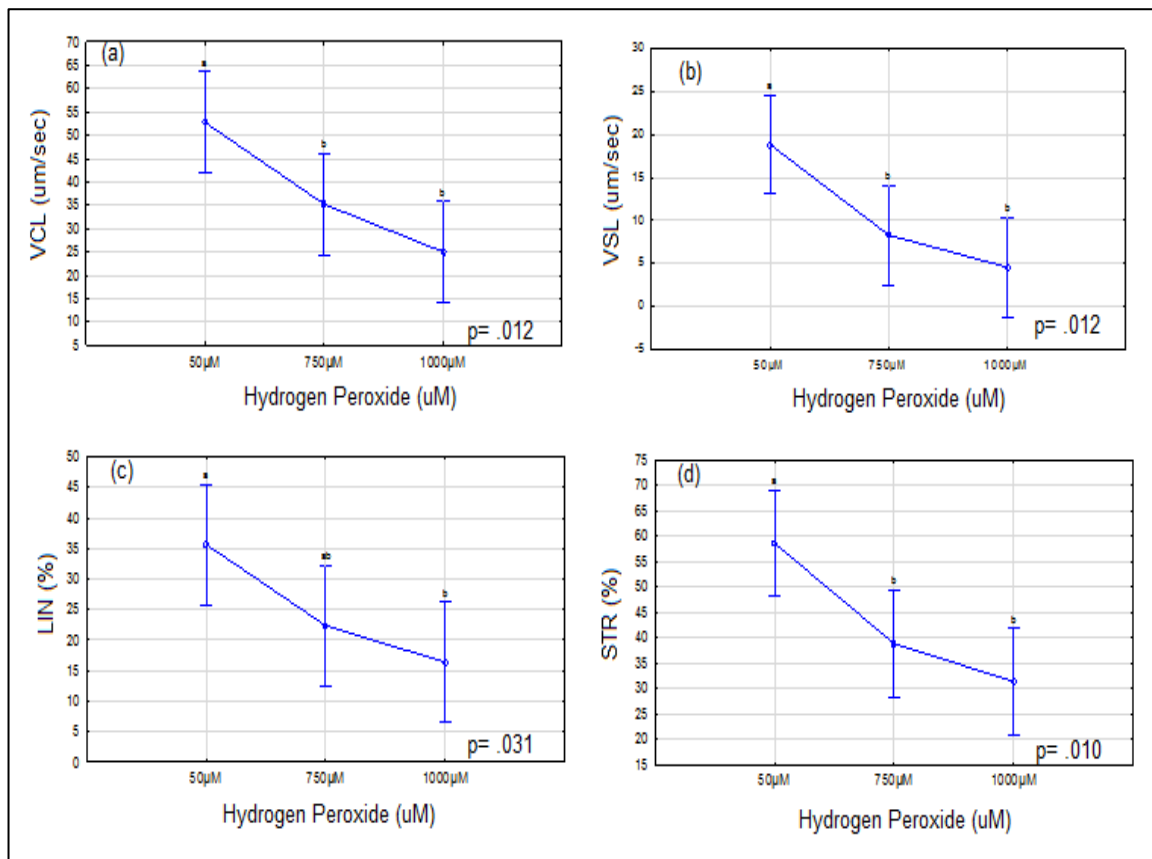 (a)
VCL (um/sec)
70
65
60
55
50
45
40
35
30
25
20
15
10
5
a
b
b
p= .012
50µM 750µM 1000µM
Hydrogen Peroxide (uM)
(b)
VSL (um/sec)
30
25
20
15
10
5
0
-5
a
b
b
p= .012
50µM 750µM 1000µM
Hydrogen Peroxide (uM)
(c)
LIN (%)
50
45
40
35
30
25
20
15
10
5
0
a
ab
b
p= .031
50µM 750µM 1000µM
Hydrogen Peroxide (uM)
(d)
STR (%)
75
70
65
60
55
50
45
40
35
30
25
20
15
a
b
b
p= .010
50µM 750µM 1000µM
Hydrogen Peroxide (uM)